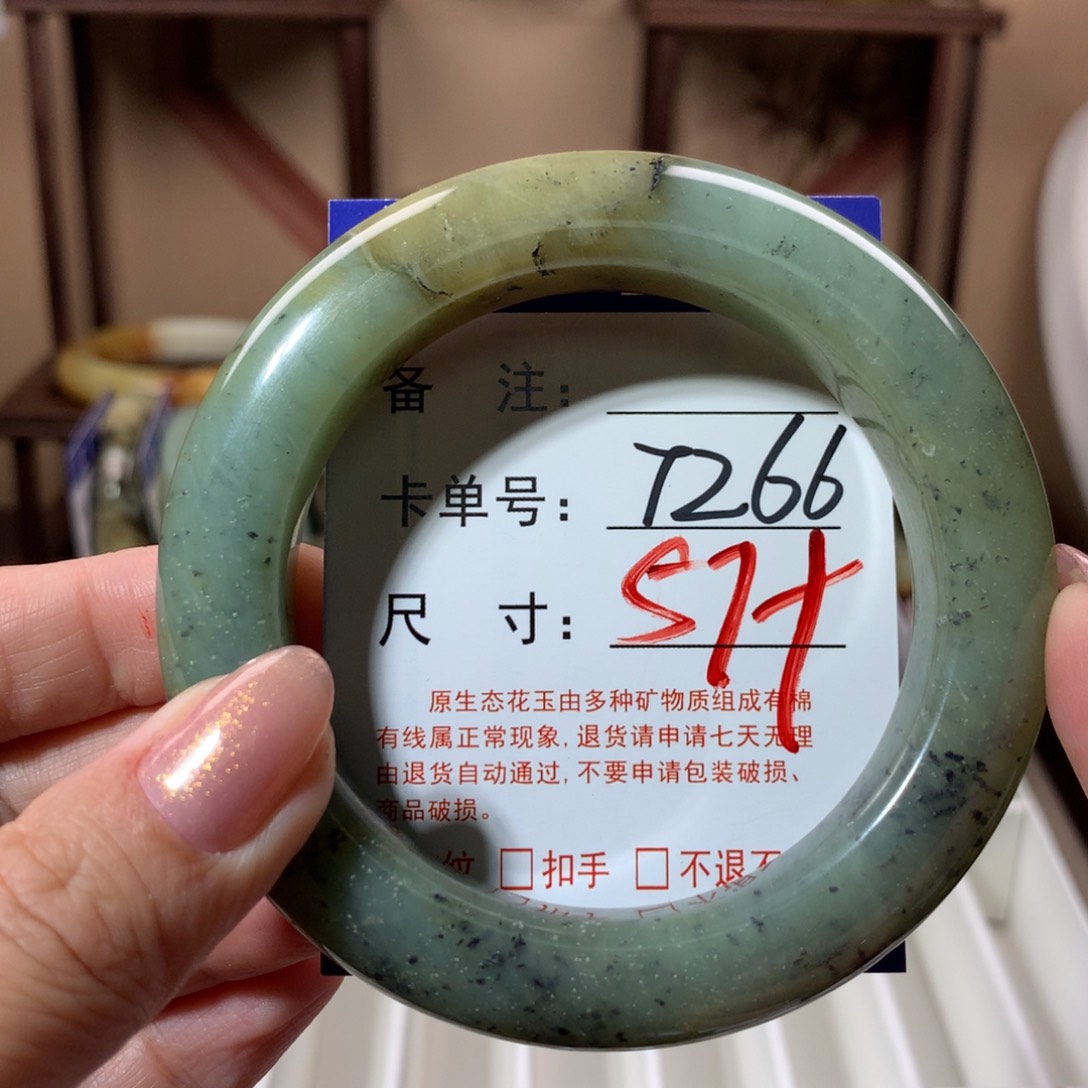 备 注：
卡单号： 7266
尺 寸： 57+
原生态花玉由多种矿物质组成有棉
有线属正常现象，退货请申请七天无理
由退货自动通过，不要申请包装破损、
商品破损。
纹 □扣手 □不退不